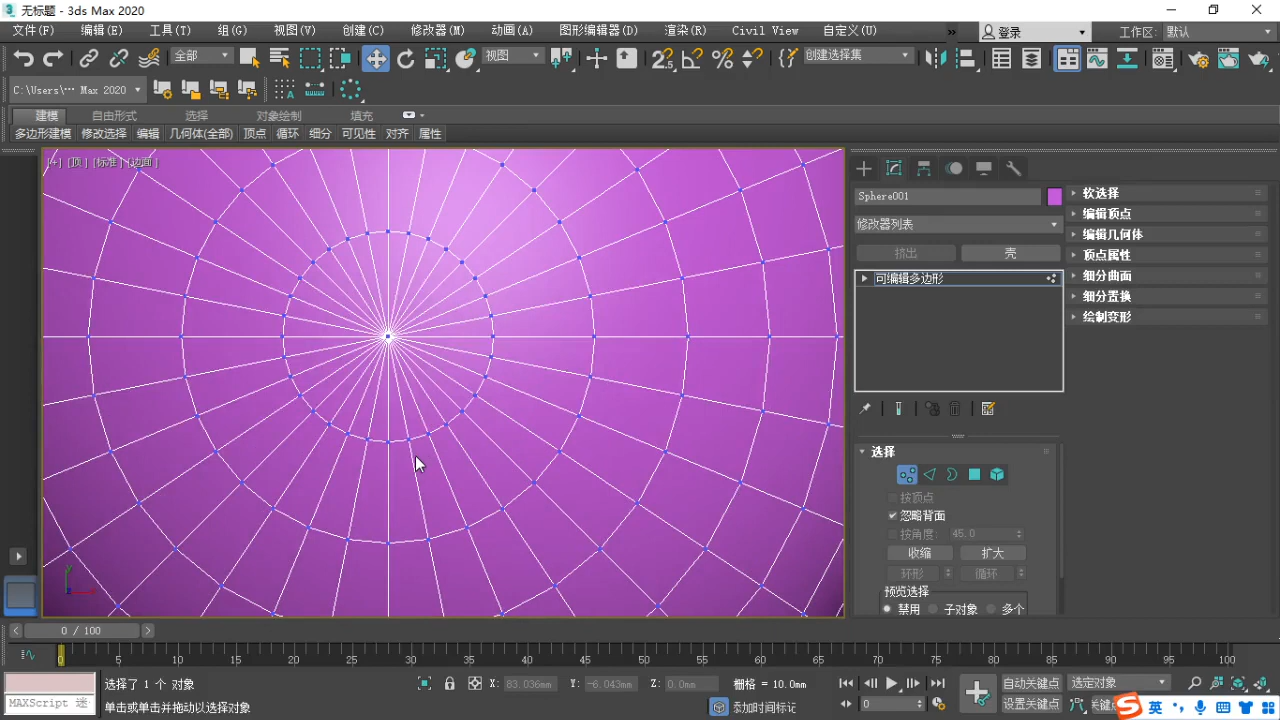 无标题 - 3ds Max 2020
文件(F) 编辑(E) 工具(T) 组(G) 视图(V) 创建(C) 修改器(M) 动画(A) 图形编辑器(D) 渲染(R) Civil View 自定义(U) » 登录 工作区: 默认
全部 视图 创建选择集
C:\Users\··· Max 2020
建模 自由形式 选择 对象绘制 填充
多边形建模 修改选择 编辑 几何体(全部) 顶点 循环 细分 可见性 对齐 属性
[+] [顶] [标准] [边面]
Sphere001
修改器列表
挤出 壳
可编辑多边形
选择
按顶点
忽略背面
按角度: 45.0
收缩 扩大
环形 循环
预览选择
禁用 子对象 多个
软选择
编辑顶点
编辑几何体
顶点属性
细分曲面
细分置换
绘制变形
0 / 100
0 5 10 15 20 25 30 35 40 45 50 55 60 65 70 75 80 85 90 95 100
选择了 1 个 对象 X: 83.036mm Y: -6.043mm Z: 0.0mm 栅格 = 10.0mm 自动关键点 选定对象
MAXScript 迷 单击或单击并拖动以选择对象 添加时间标记 0 设置关键点 英